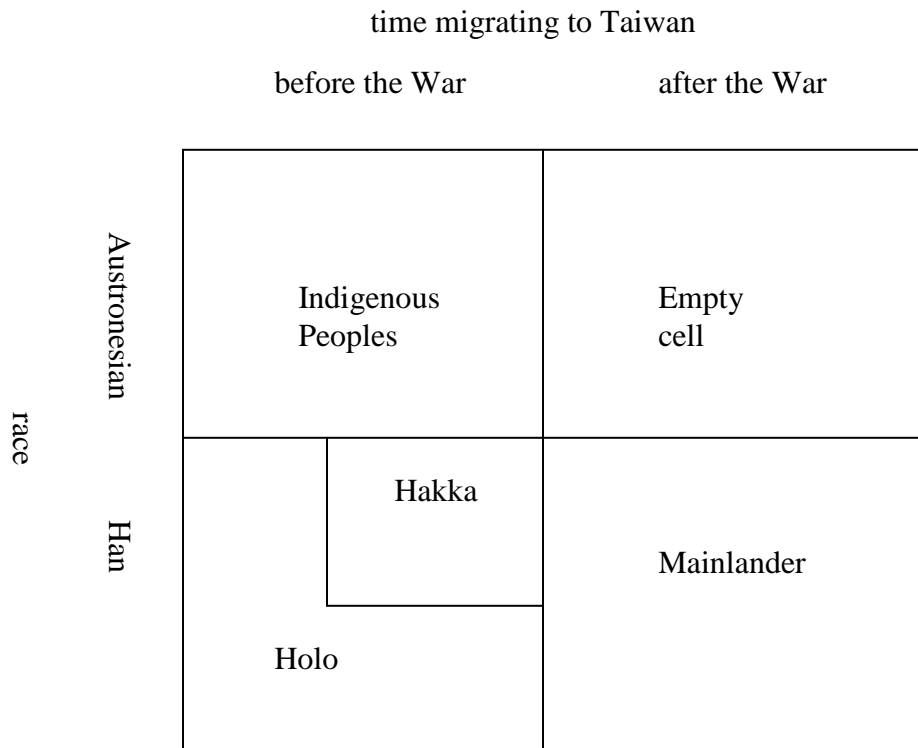 time migrating to Taiwan
before the War
after the War
Austronesian
Indigenous
Peoples
Empty
cell
race
Han
Hakka
Mainlander
Holo